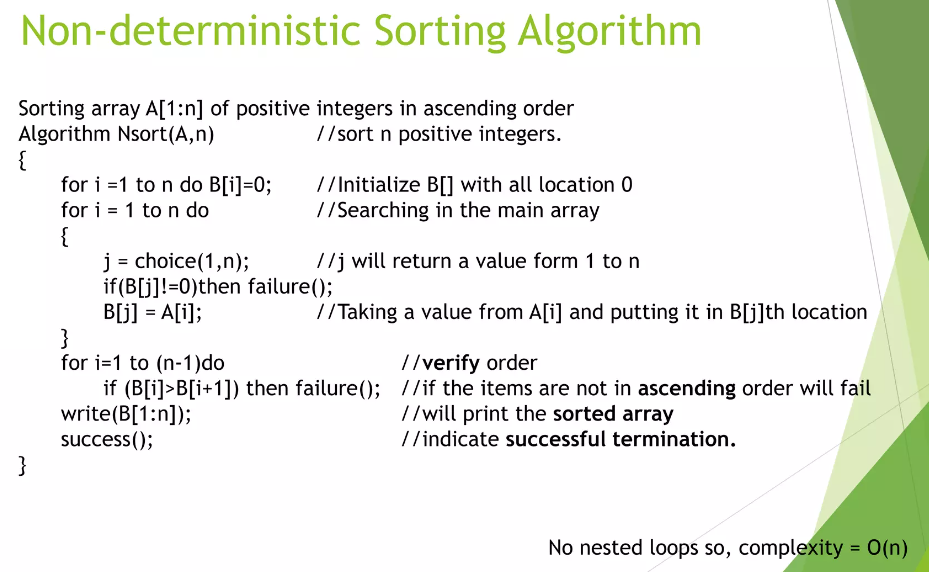 Non-deterministic Sorting Algorithm
Sorting array A[1:n] of positive integers in ascending order
Algorithm Nsort(A,n) //sort n positive integers.
{
for i =1 to n do B[i]=0; //Initialize B[] with all location 0
for i = 1 to n do //Searching in the main array
{
j = choice(1,n); //j will return a value form 1 to n
if(B[j]!=0)then failure();
B[j] = A[i]; //Taking a value from A[i] and putting it in B[j]th location
}
for i=1 to (n-1)do //verify order
if (B[i]>B[i+1]) then failure(); //if the items are not in ascending order will fail
write(B[1:n]); //will print the sorted array
success(); //indicate successful termination.
}
No nested loops so, complexity = O(n)